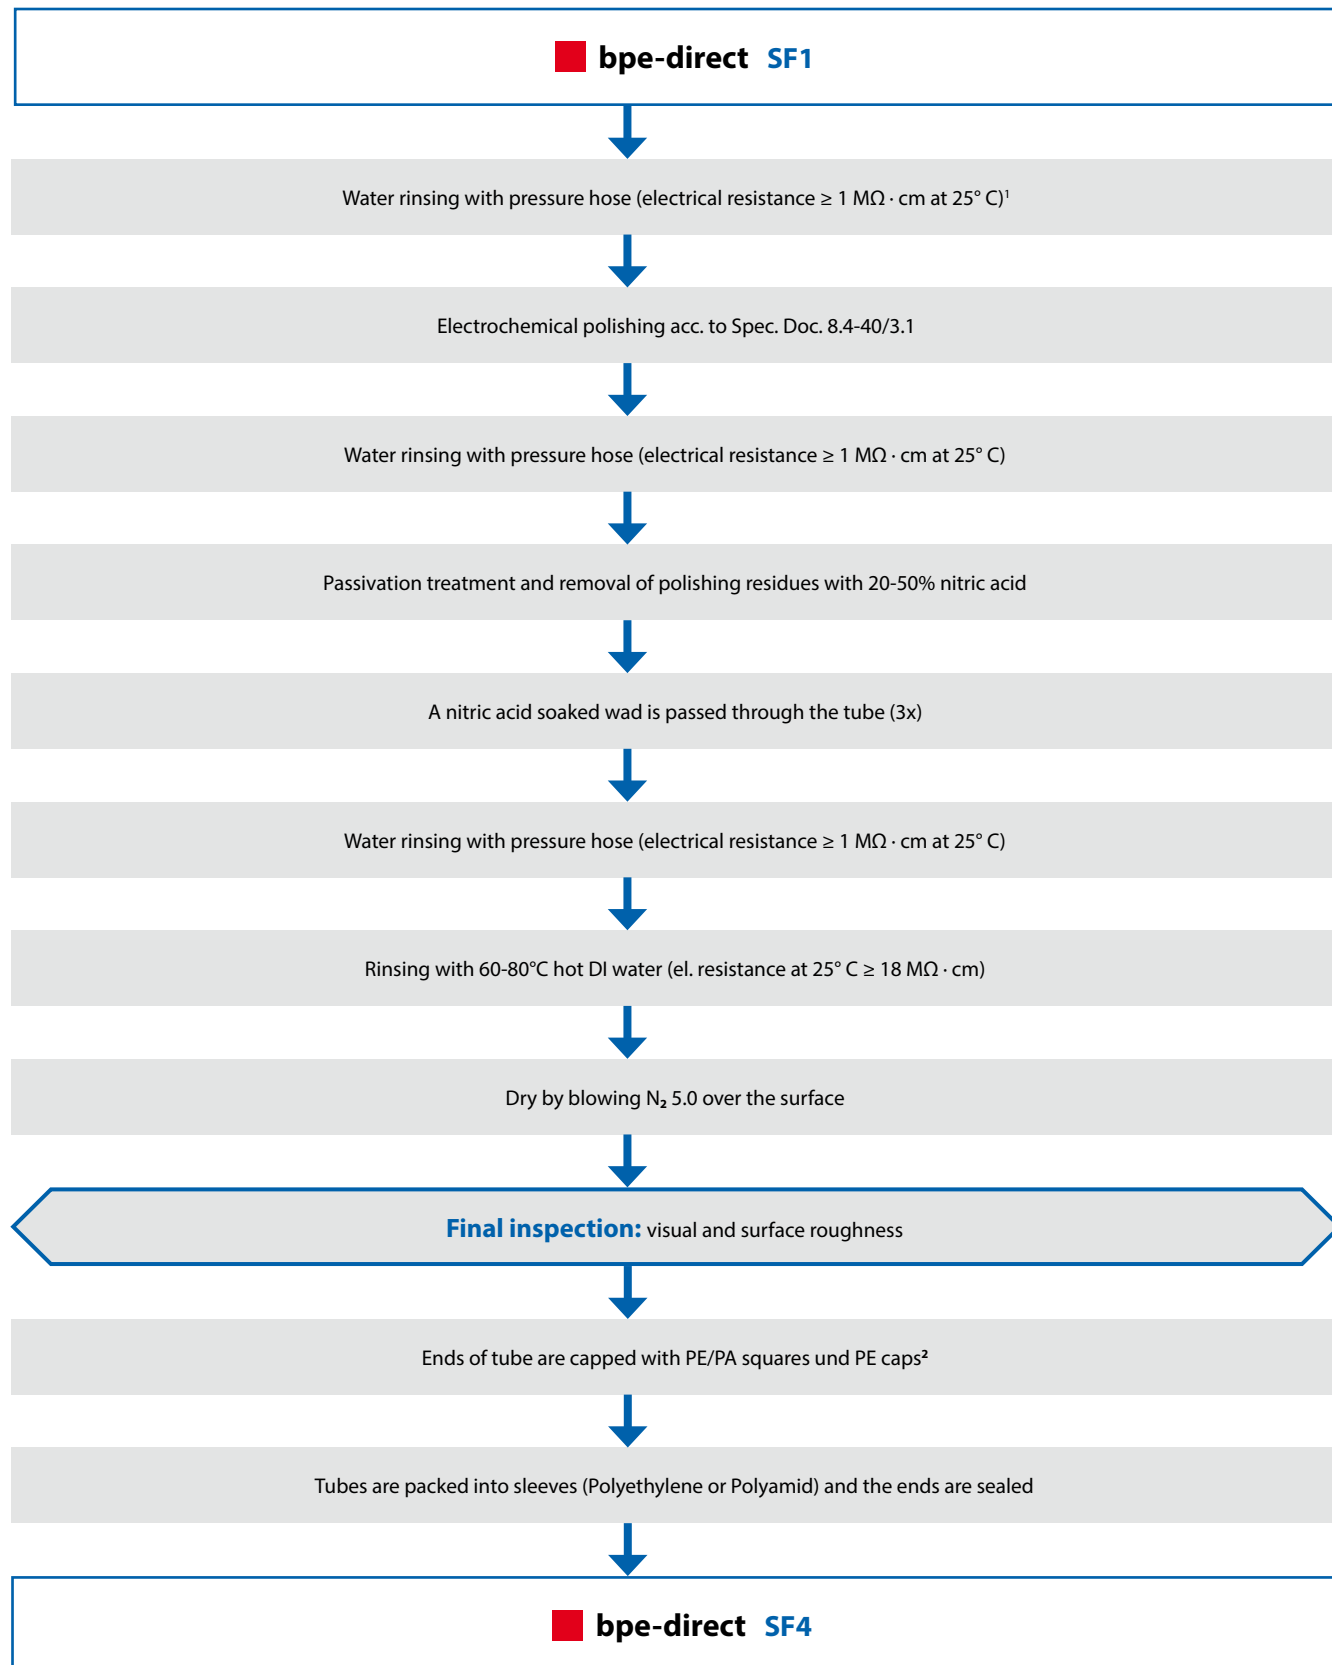 bpe-direct SF1
Water rinsing with pressure hose (electrical resistance ≥ 1 MΩ · cm at 25° C)¹
Electrochemical polishing acc. to Spec. Doc. 8.4-40/3.1
Water rinsing with pressure hose (electrical resistance ≥ 1 MΩ · cm at 25° C)
Passivation treatment and removal of polishing residues with 20-50% nitric acid
A nitric acid soaked wad is passed through the tube (3x)
Water rinsing with pressure hose (electrical resistance ≥ 1 MΩ · cm at 25° C)
Rinsing with 60-80°C hot DI water (el. resistance at 25° C ≥ 18 MΩ · cm)
Dry by blowing N₂ 5.0 over the surface
Final inspection: visual and surface roughness
Ends of tube are capped with PE/PA squares und PE caps²
Tubes are packed into sleeves (Polyethylene or Polyamid) and the ends are sealed
bpe-direct SF4